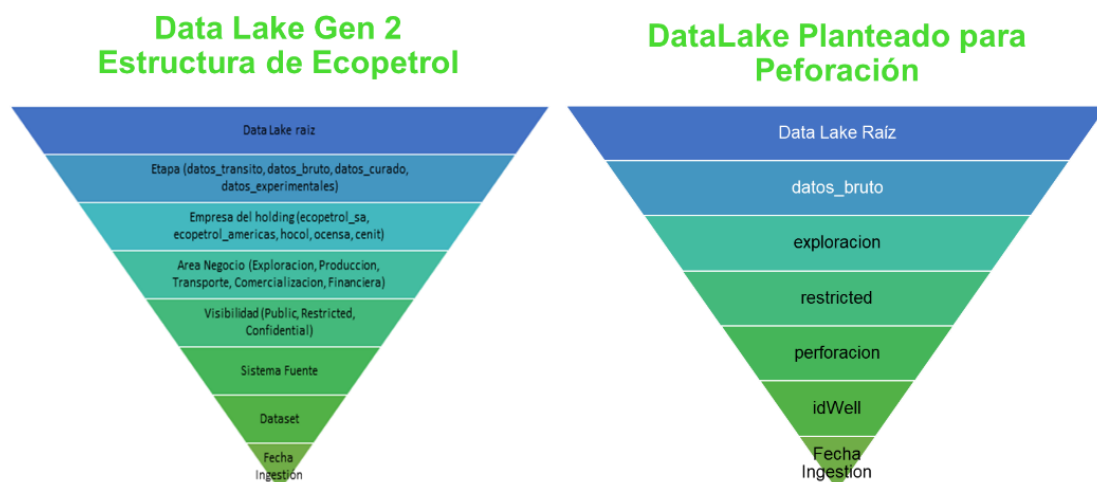 Data Lake Gen 2
Estructura de Ecopetrol
Data Lake raiz
Etapa (datos_transito, datos_bruto, datos_curado,
datos_experimentales)
Empresa del holding (ecopetrol_sa,
ecopetrol_americas, hocol, ocensa, cenit)
Area Negocio (Exploracion, Produccion,
Transporte, Comercializacion, Financiera)
Visibilidad (Public, Restricted,
Confidential)
Sistema Fuente
Dataset
Fecha
Ingestión
DataLake Planteado para
Peforación
Data Lake Raíz
datos_bruto
exploracion
restricted
perforacion
idWell
Fecha
Ingestion